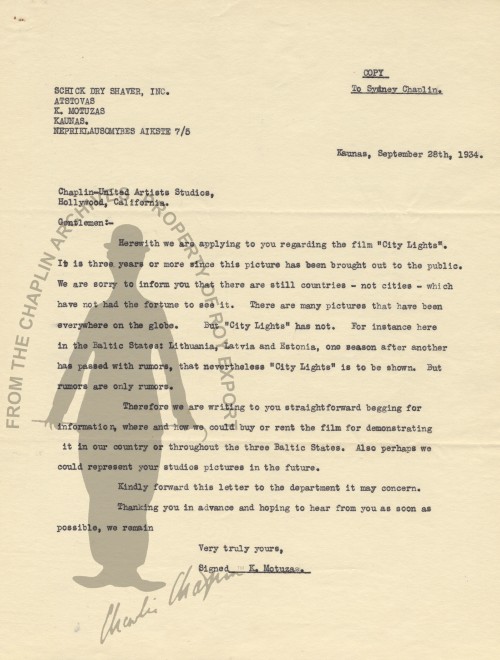 COPY
To Sydney Chaplin.
SCHICK DRY SHAVER, INC.
ATSTOVAS
K. MOTUZAS
KAUNAS.
NEPRIKLAUSOMYBES AIKSTE 7/5
Kaunas, September 28th, 1934.
Chaplin-United Artists Studios,
Hollywood, California.
Gentlemen:-
Herewith we are applying to you regarding the film "City Lights".
It is three years or more since this picture has been brought out to the public.
We are sorry to inform you that there are still countries - not cities - which
have not had the fortune to see it. There are many pictures that have been
everywhere on the globe. But "City Lights" has not. For instance here
in the Baltic States: Lithuania, Latvia and Estonia, one season after another
has passed with rumors, that nevertheless "City Lights" is to be shown. But
rumors are only rumors.
Therefore we are writing to you straightforward begging for
information, where and how we could buy or rent the film for demonstrating
it in our country or throughout the three Baltic States. Also perhaps we
could represent your studios pictures in the future.
Kindly forward this letter to the department it may concern.
Thanking you in advance and hoping to hear from you as soon as
possible, we remain
Very truly yours,
Signed K. Motuzas.
FROM THE CHAPLIN ARCHIVES PROPERTY OF ROY EXPORT
Charlie Chaplin